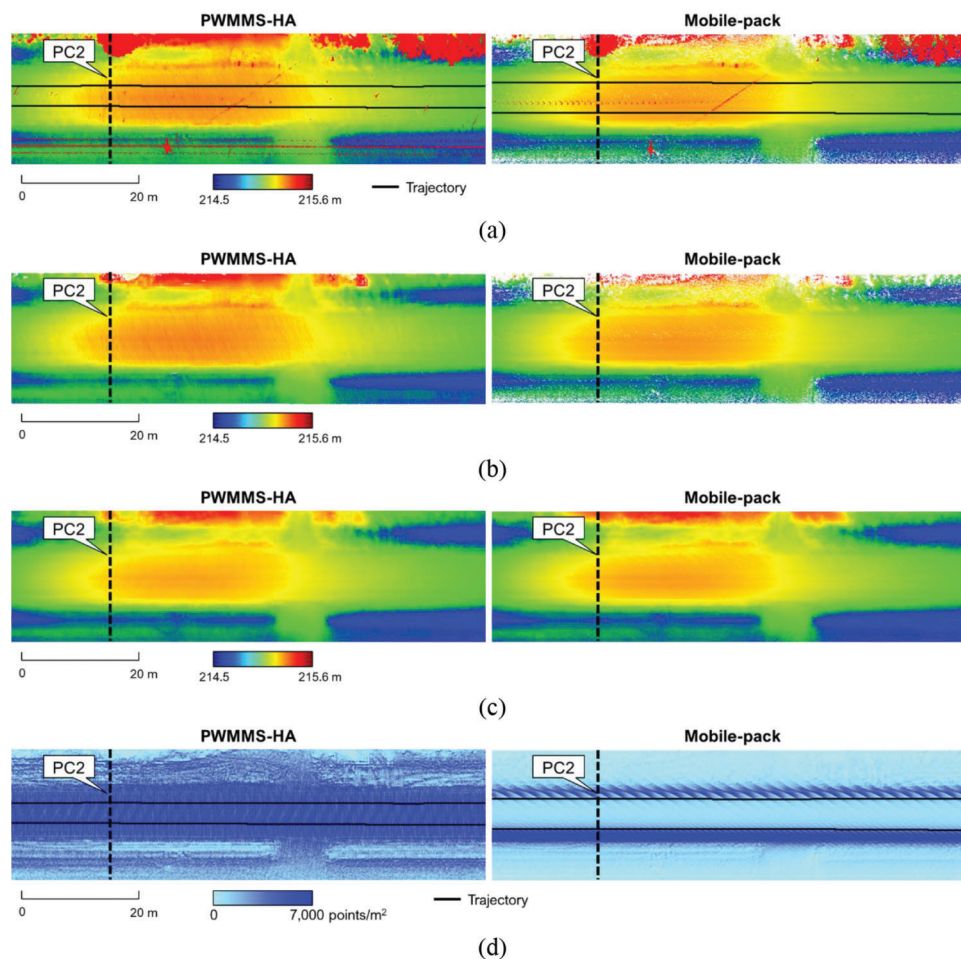 PWMMS-HA Mobile-pack
PC2 PC2
0 20 m 214.5 215.6 m Trajectory
(a)
PWMMS-HA Mobile-pack
PC2 PC2
0 20 m 214.5 215.6 m
(b)
PWMMS-HA Mobile-pack
PC2 PC2
0 20 m 214.5 215.6 m
(c)
PWMMS-HA Mobile-pack
PC2 PC2
0 20 m 0 7,000 points/m² Trajectory
(d)